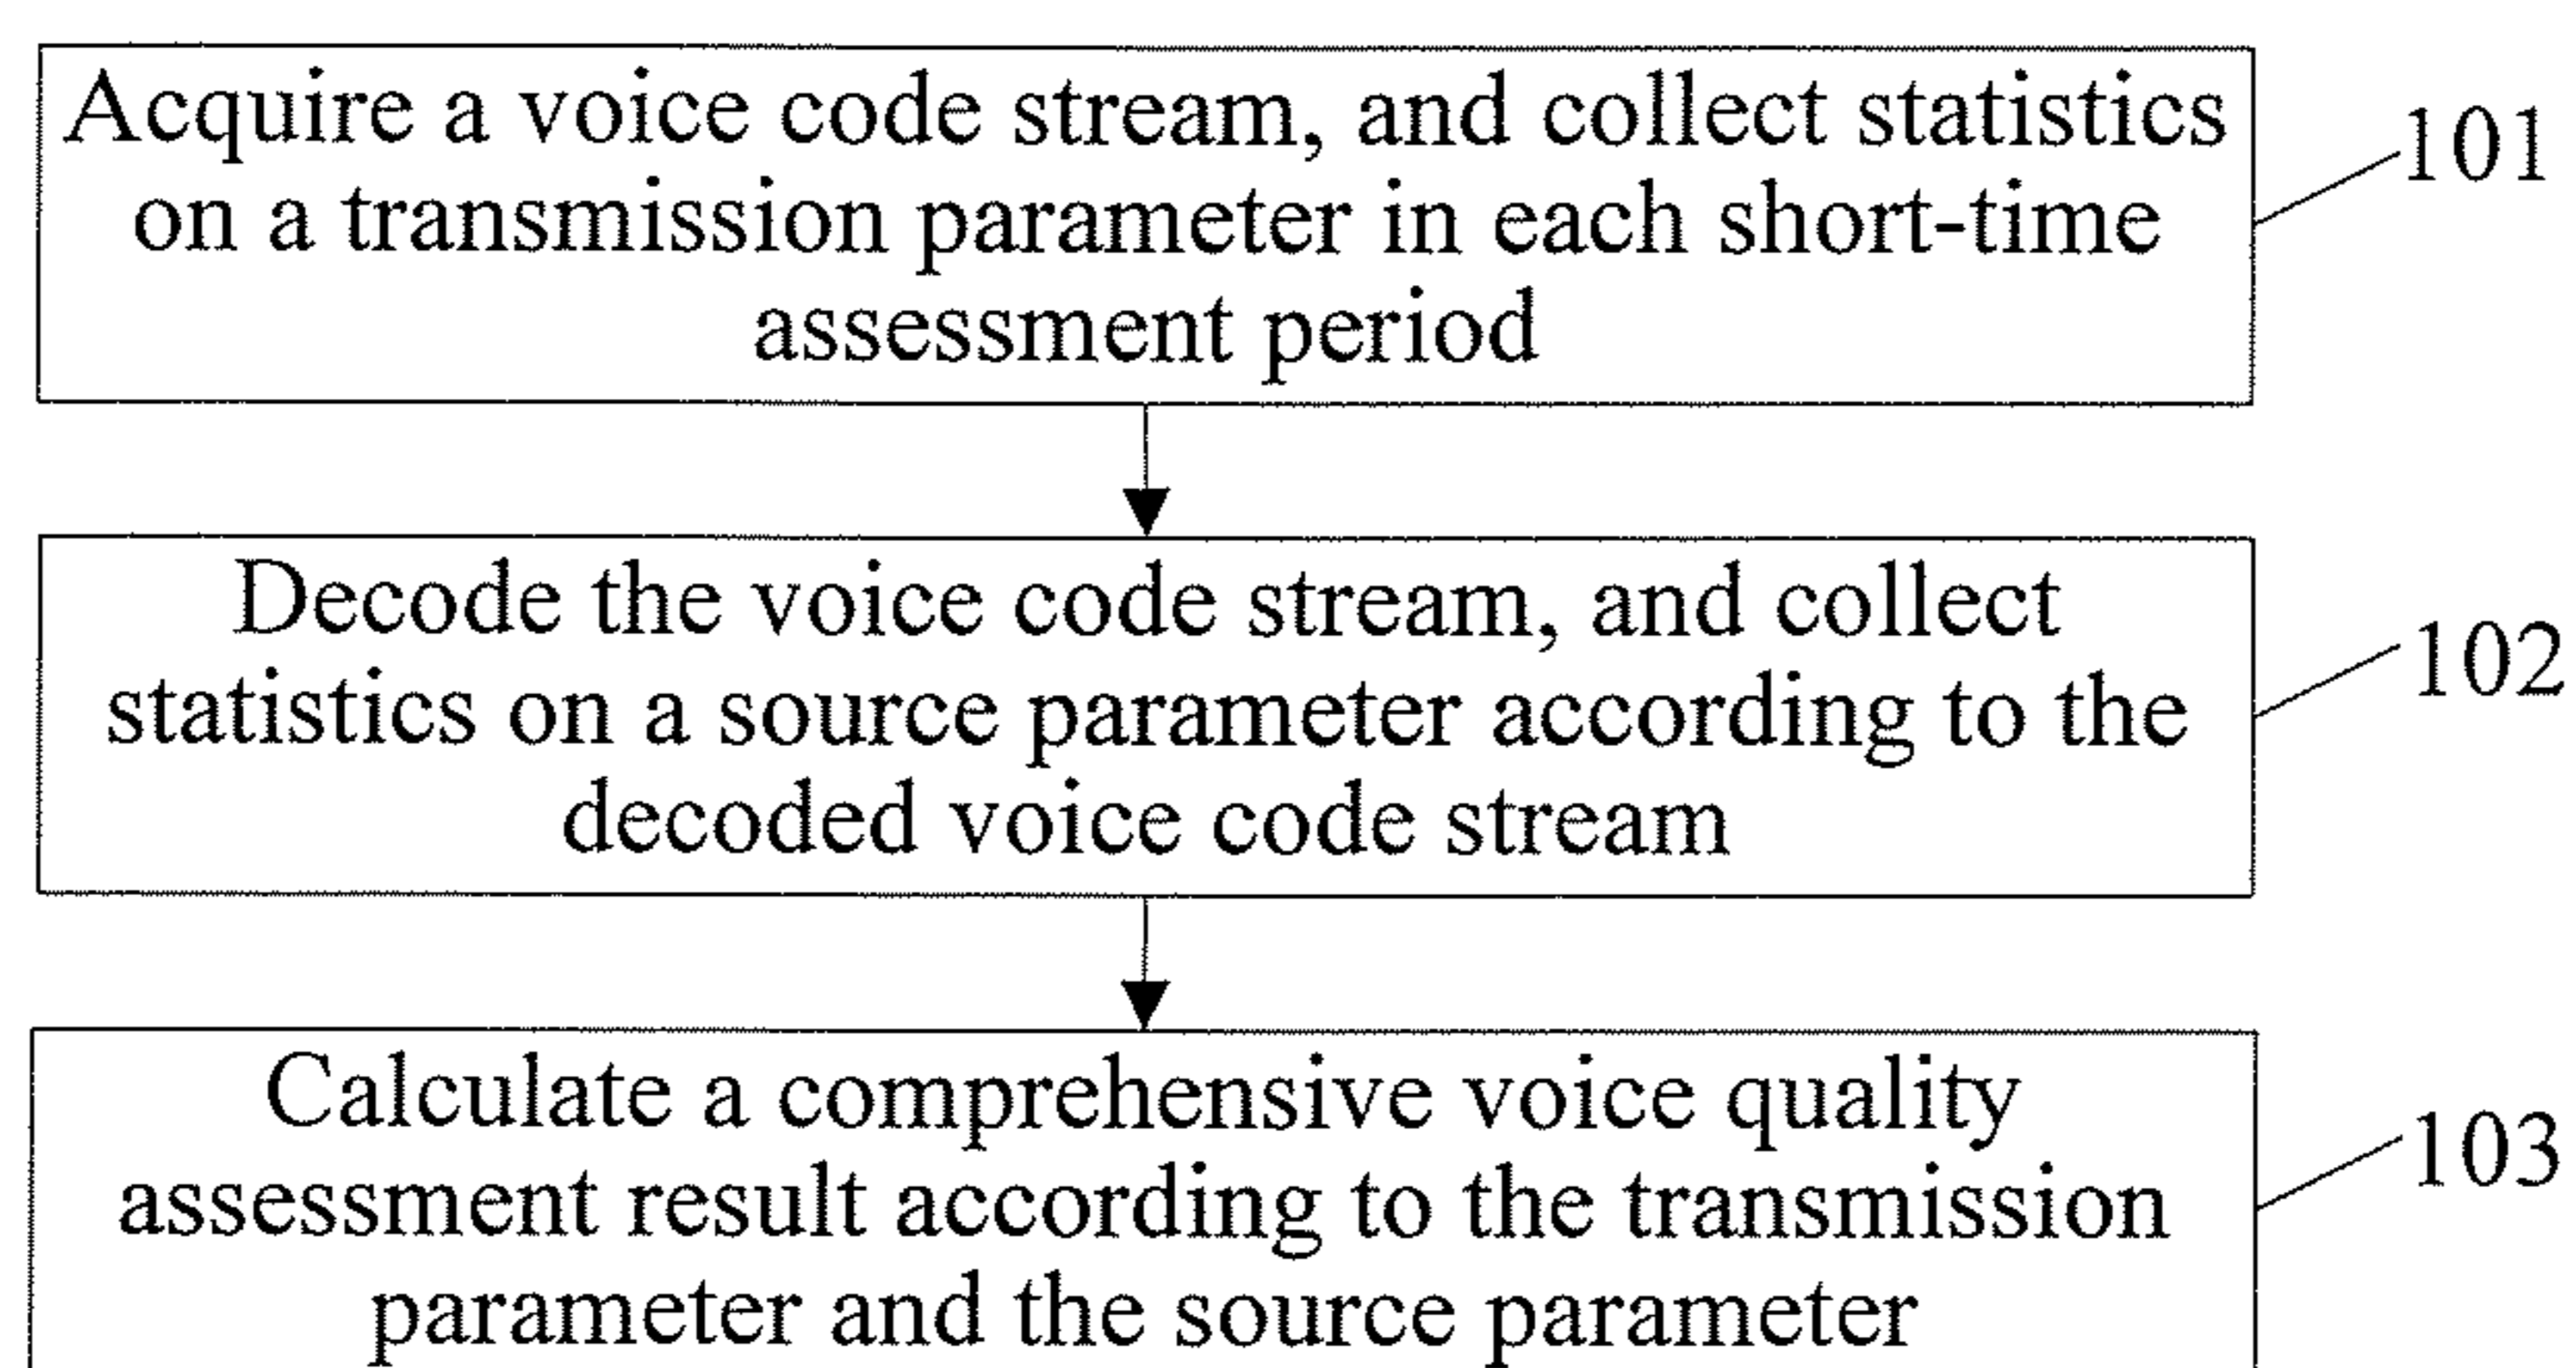 Acquire a voice code stream, and collect statistics
on a transmission parameter in each short-time
assessment period
101
Decode the voice code stream, and collect
statistics on a source parameter according to the
decoded voice code stream
102
Calculate a comprehensive voice quality
assessment result according to the transmission
parameter and the source parameter
103